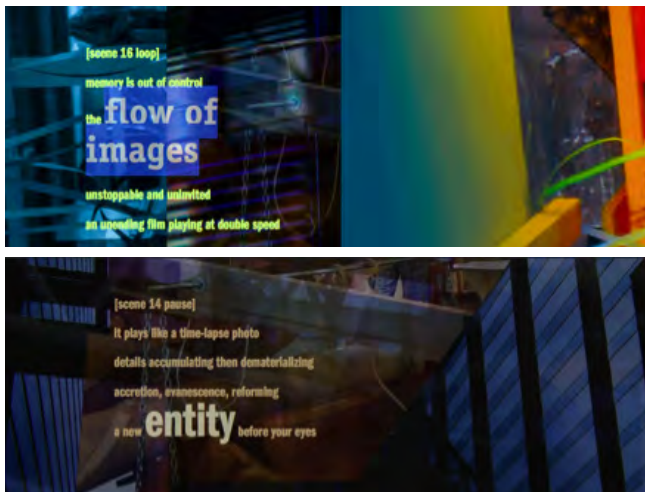 [scene 16 loop]
memory is out of control
the flow of
images
unstoppable and uninvited
an unending film playing at double speed
[scene 14 pause]
It plays like a time-lapse photo
details accumulating then dematerializing
accretion, evanescence, reforming
a new entity before your eyes